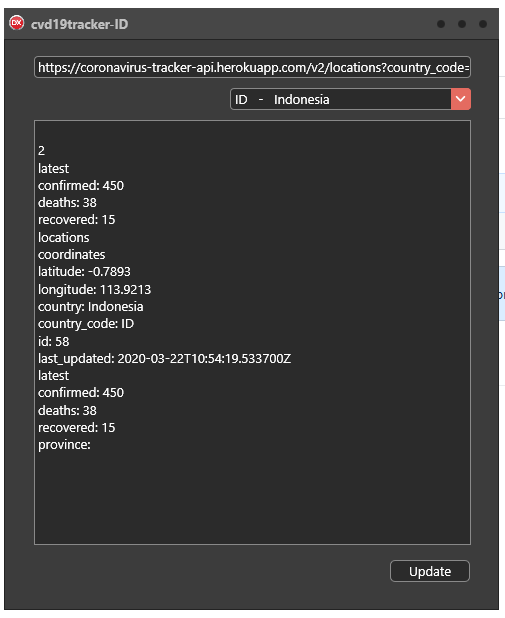 DX cvd19tracker-ID
https://coronavirus-tracker-api.herokuapp.com/v2/locations?country_code=
ID - Indonesia
2
latest
confirmed: 450
deaths: 38
recovered: 15
locations
coordinates
latitude: -0.7893
longitude: 113.9213
country: Indonesia
country_code: ID
id: 58
last_updated: 2020-03-22T10:54:19.533700Z
latest
confirmed: 450
deaths: 38
recovered: 15
province:
Update